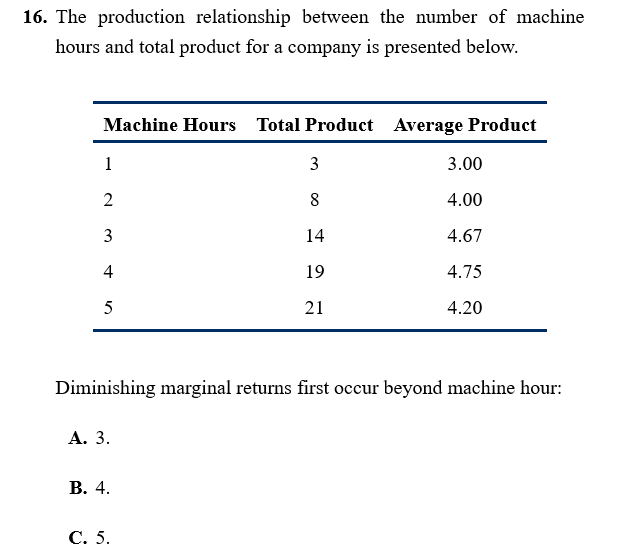 16. The production relationship between the number of machine
hours and total product for a company is presented below.
Machine Hours Total Product Average Product
1 3 3.00
2 8 4.00
3 14 4.67
4 19 4.75
5 21 4.20
Diminishing marginal returns first occur beyond machine hour:
A. 3.
B. 4.
C. 5.